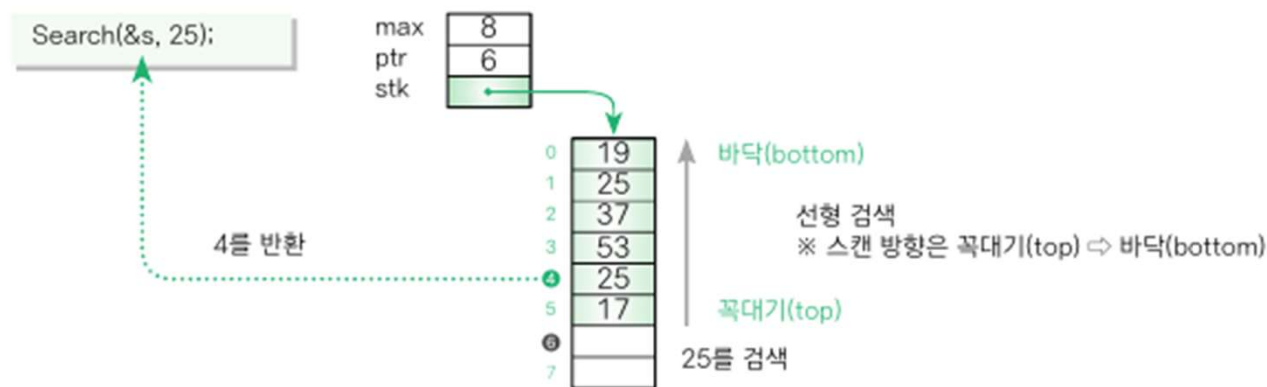 Search(&s, 25);
max 8
ptr 6
stk
0 19 바닥(bottom)
1 25
2 37 선형 검색
3 53 ※ 스캔 방향은 꼭대기(top) ⇨ 바닥(bottom)
4를 반환
4 25
5 17 꼭대기(top)
6
25를 검색
7